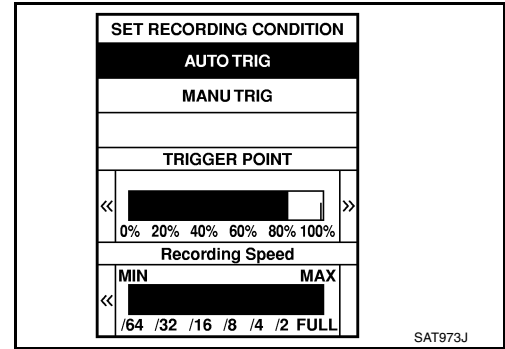 SET RECORDING CONDITION
AUTO TRIG
MANU TRIG
TRIGGER POINT
« »
0% 20% 40% 60% 80% 100%
Recording Speed
MIN MAX
«
/64 /32 /16 /8 /4 /2 FULL
SAT973J